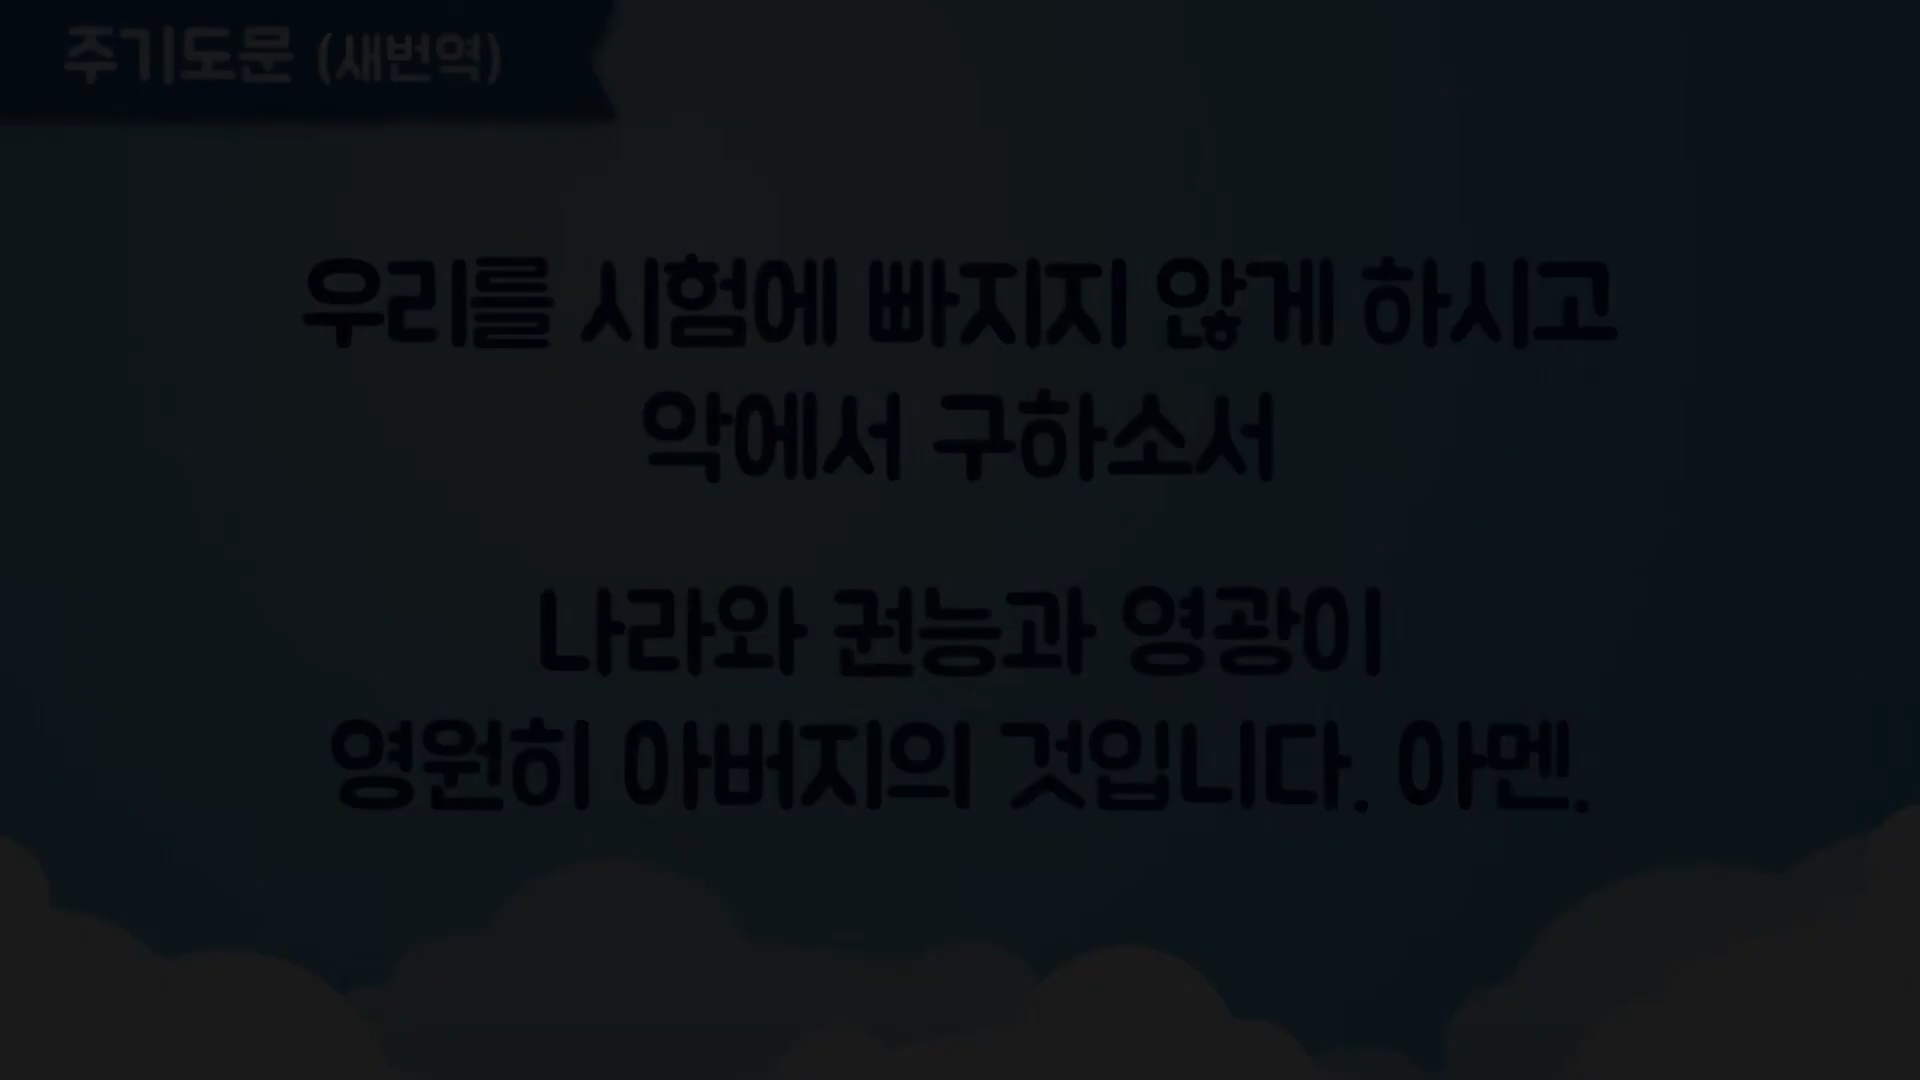 주기도문 (새번역)
우리를 시험에 빠지지 않게 하시고
악에서 구하소서
나라와 권능과 영광이
영원히 아버지의 것입니다. 아멘.